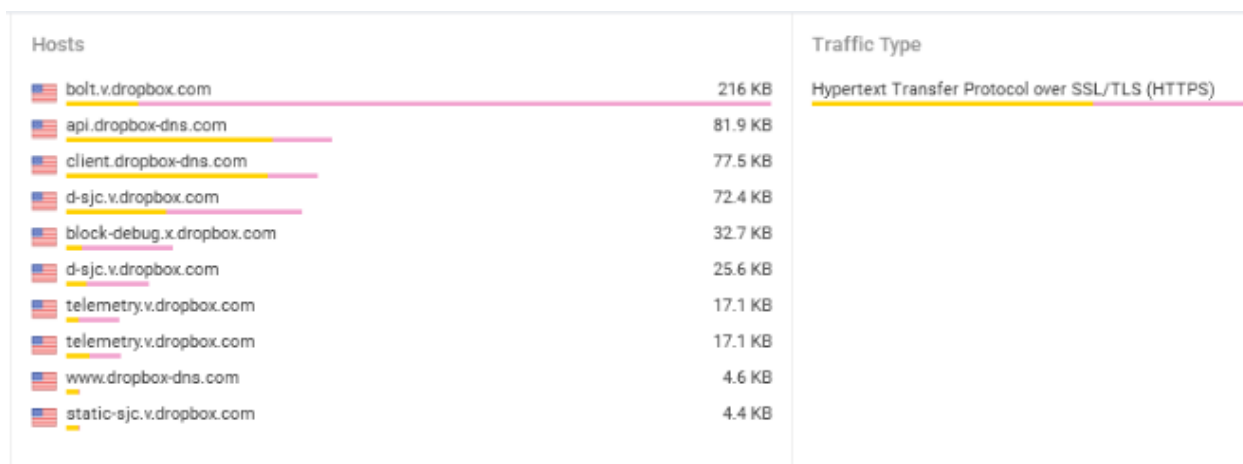 Hosts
bolt.v.dropbox.com 216 KB
api.dropbox-dns.com 81.9 KB
client.dropbox-dns.com 77.5 KB
d-sjc.v.dropbox.com 72.4 KB
block-debug.x.dropbox.com 32.7 KB
d-sjc.v.dropbox.com 25.6 KB
telemetry.v.dropbox.com 17.1 KB
telemetry.v.dropbox.com 17.1 KB
www.dropbox-dns.com 4.6 KB
static-sjc.v.dropbox.com 4.4 KB
Traffic Type
Hypertext Transfer Protocol over SSL/TLS (HTTPS)